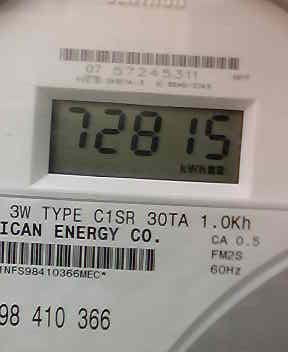 07 57245311
72815
kWh
3W TYPE C1SR 30TA 1.0Kh
ICAN ENERGY CO.
CA 0.5
FM2S
1NFS98410366MEC*
60Hz
98 410 366